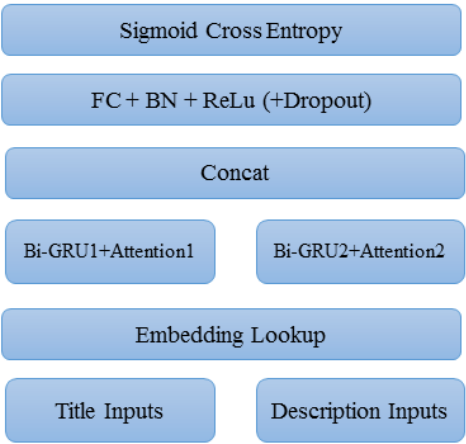 Sigmoid Cross Entropy
FC + BN + ReLu (+Dropout)
Concat
Bi-GRU1+Attention1
Bi-GRU2+Attention2
Embedding Lookup
Title Inputs
Description Inputs